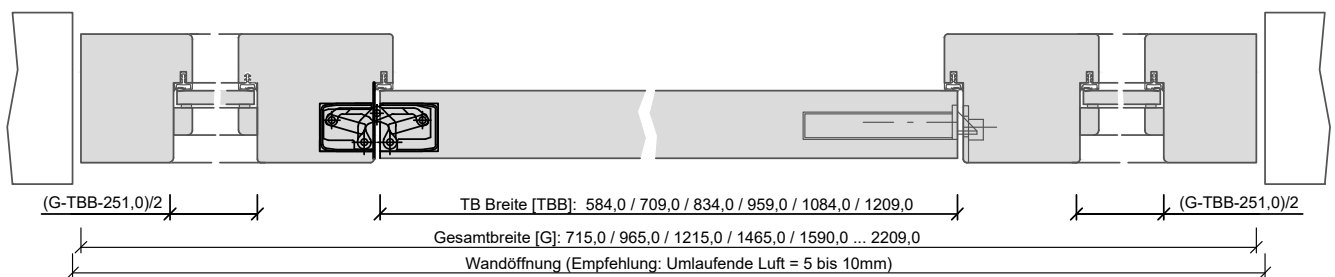 (G-TBB-251,0)/2
TB Breite [TBB]: 584,0 / 709,0 / 834,0 / 959,0 / 1084,0 / 1209,0
(G-TBB-251,0)/2
Gesamtbreite [G]: 715,0 / 965,0 / 1215,0 / 1465,0 / 1590,0 ... 2209,0
Wandöffnung (Empfehlung: Umlaufende Luft = 5 bis 10mm)